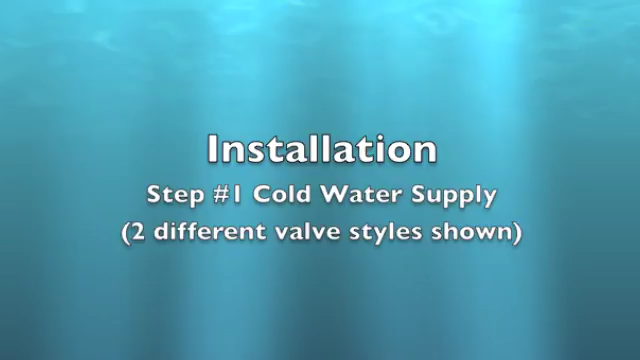 Installation
Step #1 Cold Water Supply
(2 different valve styles shown)